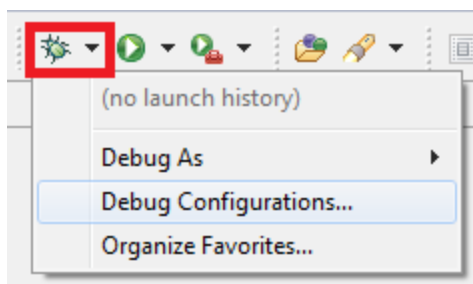 (no launch history)
Debug As
Debug Configurations...
Organize Favorites...